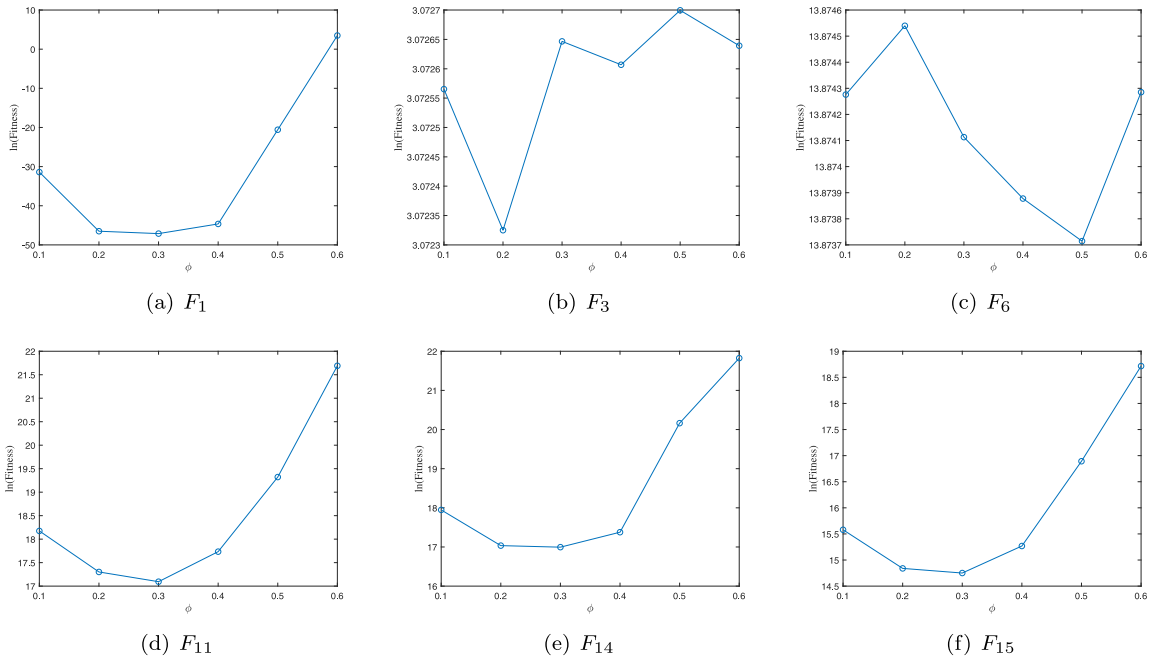 10
0
-10
-20
-30
-40
-50
ln(Fitness)
0.1 0.2 0.3 0.4 0.5 0.6
ϕ
(a) F1
3.0727
3.07265
3.0726
3.07255
3.0725
3.07245
3.0724
3.07235
3.0723
ln(Fitness)
0.1 0.2 0.3 0.4 0.5 0.6
ϕ
(b) F3
13.8746
13.8745
13.8744
13.8743
13.8742
13.8741
13.874
13.8739
13.8738
13.8737
ln(Fitness)
0.1 0.2 0.3 0.4 0.5 0.6
ϕ
(c) F6
22
21.5
21
20.5
20
19.5
19
18.5
18
17.5
17
ln(Fitness)
0.1 0.2 0.3 0.4 0.5 0.6
ϕ
(d) F11
22
21
20
19
18
17
16
ln(Fitness)
0.1 0.2 0.3 0.4 0.5 0.6
ϕ
(e) F14
19
18.5
18
17.5
17
16.5
16
15.5
15
14.5
ln(Fitness)
0.1 0.2 0.3 0.4 0.5 0.6
ϕ
(f) F15